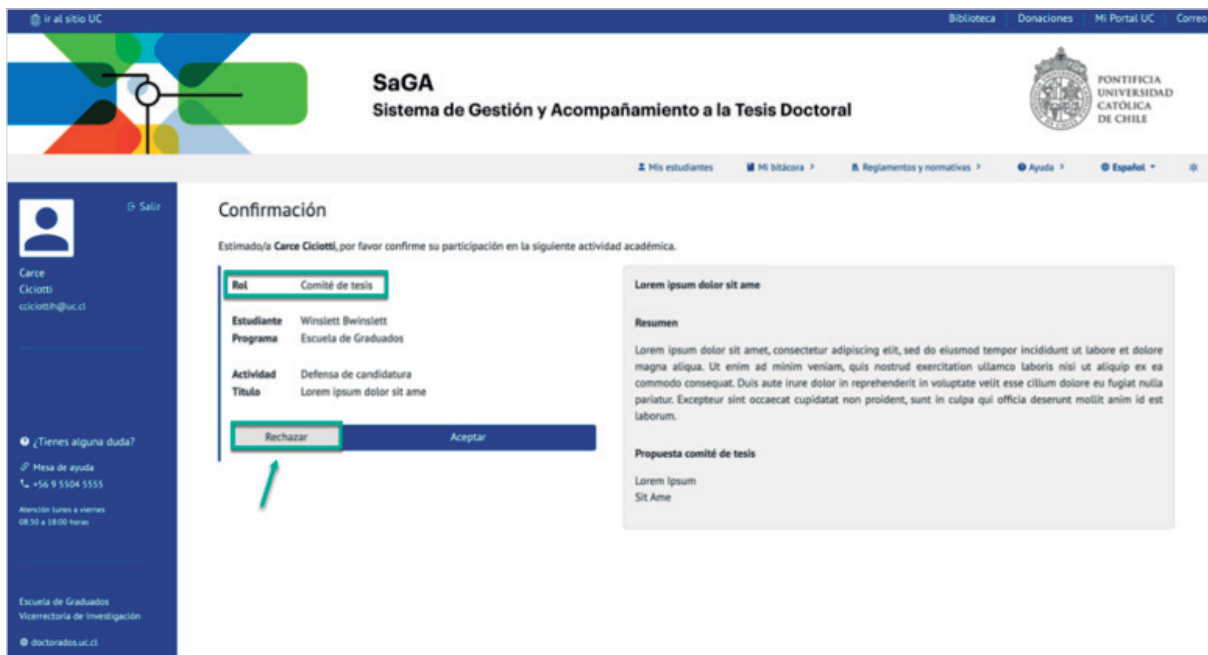 ir al sitio UC
Biblioteca Donaciones Mi Portal UC Correo
SaGA
Sistema de Gestión y Acompañamiento a la Tesis Doctoral
PONTIFICIA
UNIVERSIDAD
CATÓLICA
DE CHILE
Mis estudiantes Mi bitácora > Reglamentos y normativas > Ayuda > Español
Salir
Carce
Ciciotti
cciciottih@uc.cl
¿Tienes alguna duda?
Mesa de ayuda
+56 9 5504 5555
Atención lunes a viernes
08:30 a 18:00 horas
Escuela de Graduados
Vicerrectoría de Investigación
doctorados.uc.cl
Confirmación
Estimado/a Carce Ciciotti, por favor confirme su participación en la siguiente actividad académica.
Rol Comité de tesis
Estudiante Winslett Bwinslett
Programa Escuela de Graduados
Actividad Defensa de candidatura
Título Lorem ipsum dolor sit ame
Rechazar Aceptar
Lorem ipsum dolor sit ame
Resumen
Lorem ipsum dolor sit amet, consectetur adipiscing elit, sed do eiusmod tempor incididunt ut labore et dolore
magna aliqua. Ut enim ad minim veniam, quis nostrud exercitation ullamco laboris nisi ut aliquip ex ea
commodo consequat. Duis aute irure dolor in reprehenderit in voluptate velit esse cillum dolore eu fugiat nulla
pariatur. Excepteur sint occaecat cupidatat non proident, sunt in culpa qui officia deserunt mollit anim id est
laborum.
Propuesta comité de tesis
Lorem Ipsum
Sit Ame